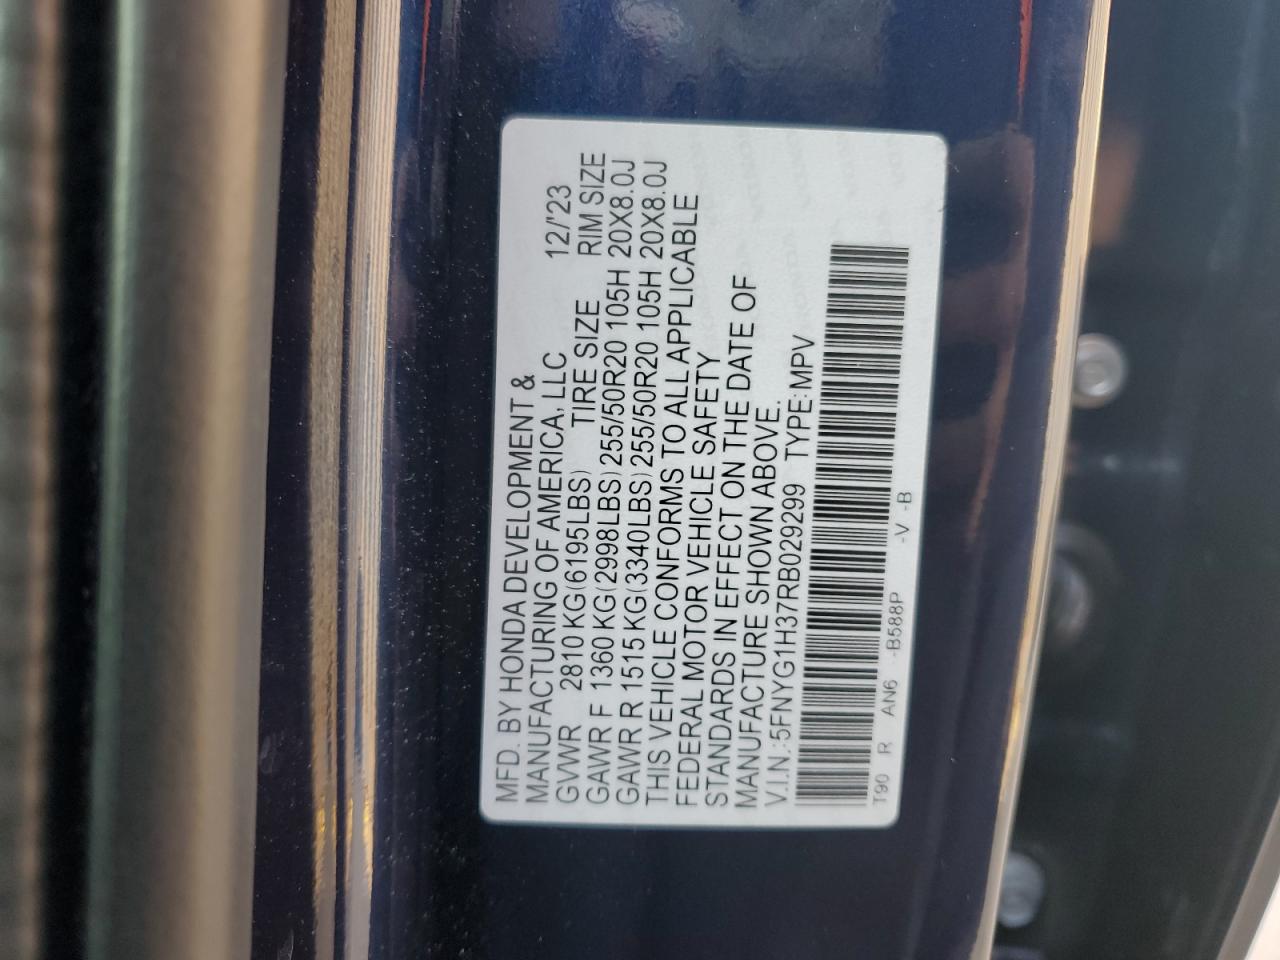 MFD. BY HONDA DEVELOPMENT &
MANUFACTURING OF AMERICA, LLC 12/'23
GVWR 2810 KG(6195LBS) TIRE SIZE RIM SIZE
GAWR F 1360 KG(2998LBS) 255/50R20 105H 20X8.0J
GAWR R 1515 KG(3340LBS) 255/50R20 105H 20X8.0J
THIS VEHICLE CONFORMS TO ALL APPLICABLE
FEDERAL MOTOR VEHICLE SAFETY
STANDARDS IN EFFECT ON THE DATE OF
MANUFACTURE SHOWN ABOVE.
V.I.N.:5FNYG1H37RB029299 TYPE:MPV
T90 R AN6 -B588P -V -B